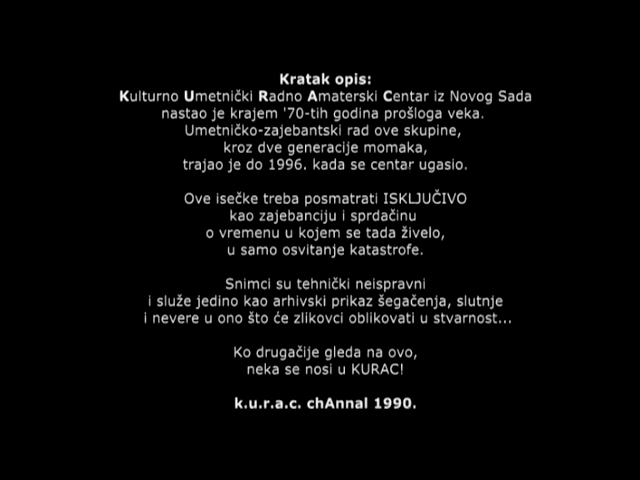 Kratak opis:
Kulturno Umetnički Radno Amaterski Centar iz Novog Sada
nastao je krajem '70-tih godina prošloga veka.
Umetničko-zajebantski rad ove skupine,
kroz dve generacije momaka,
trajao je do 1996. kada se centar ugasio.
Ove isečke treba posmatrati ISKLJUČIVO
kao zajebanciju i sprdačinu
o vremenu u kojem se tada živelo,
u samo osvitanje katastrofe.
Snimci su tehnički neispravni
i služe jedino kao arhivski prikaz šegačenja, slutnje
i nevere u ono što će zlikovci oblikovati u stvarnost...
Ko drugačije gleda na ovo,
neka se nosi u KURAC!
k.u.r.a.c. chAnnal 1990.